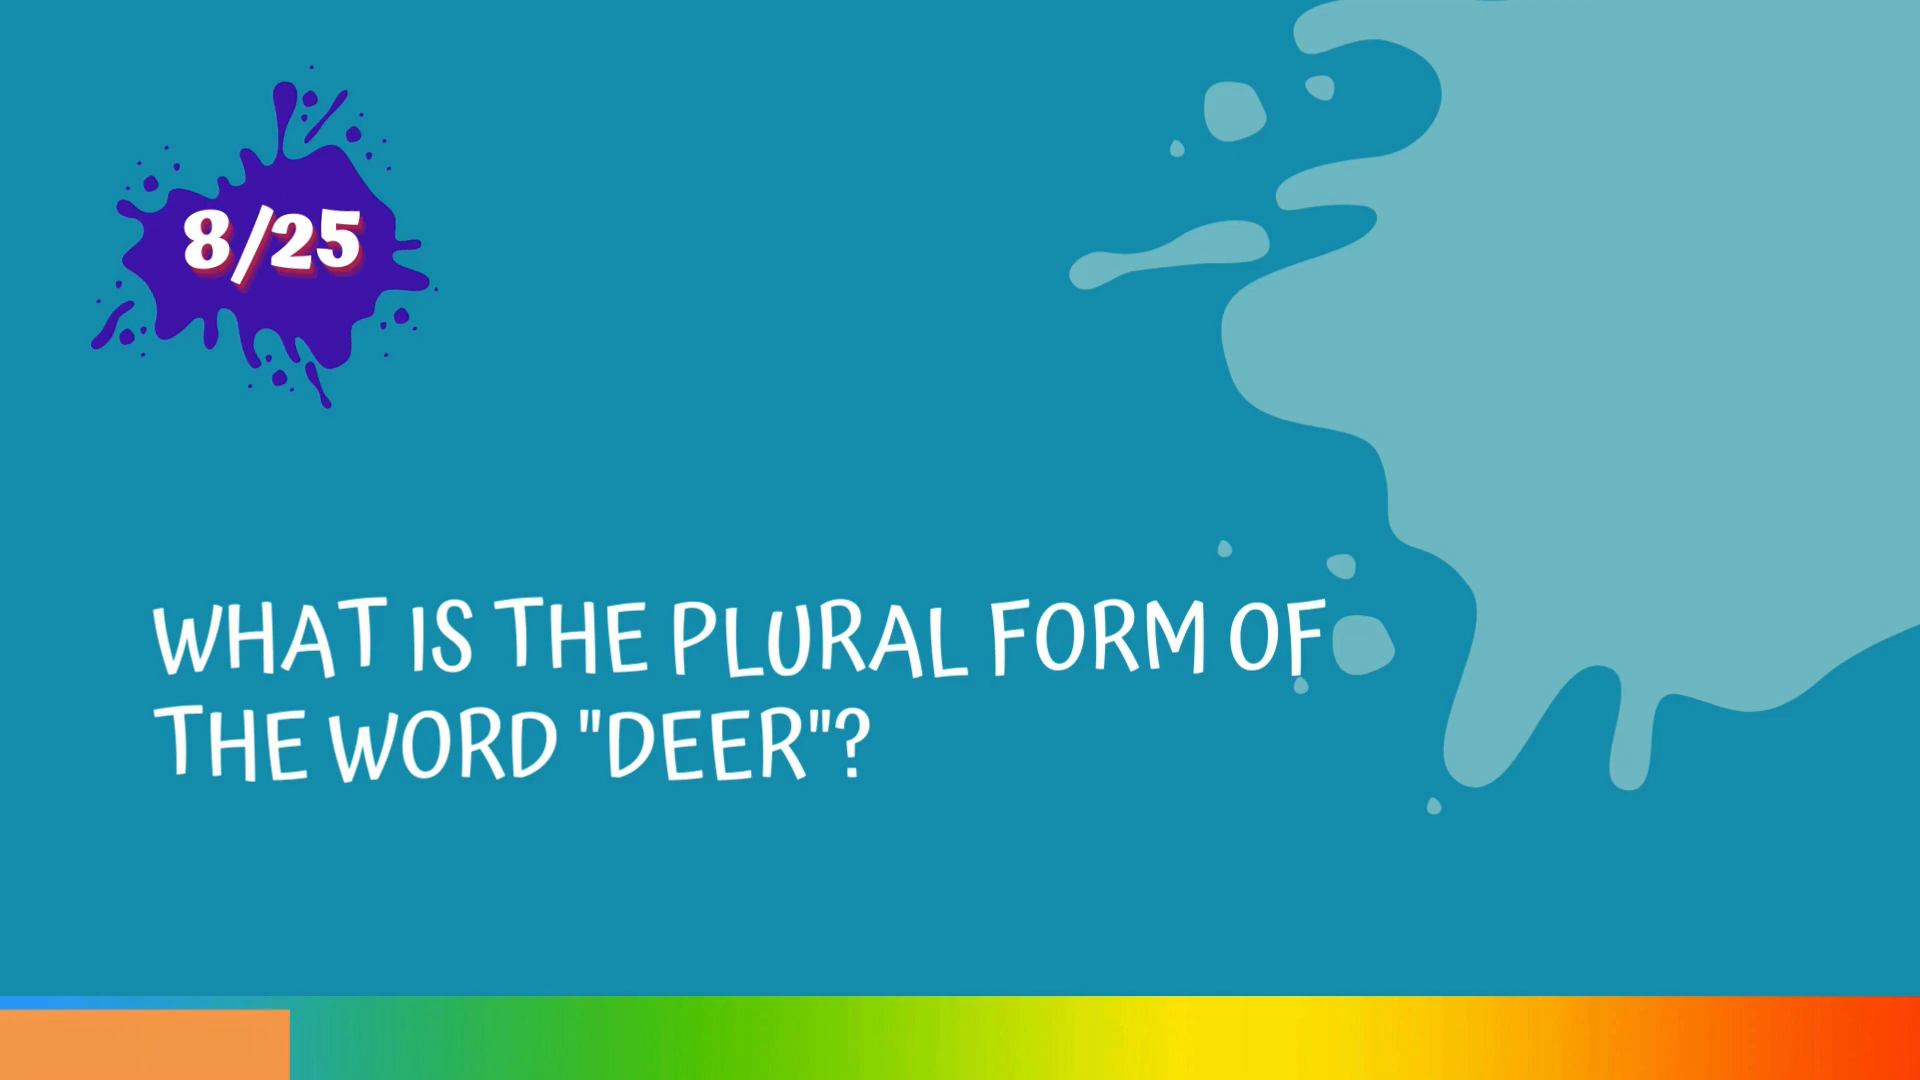 8/25
WHAT IS THE PLURAL FORM OF
THE WORD "DEER"?